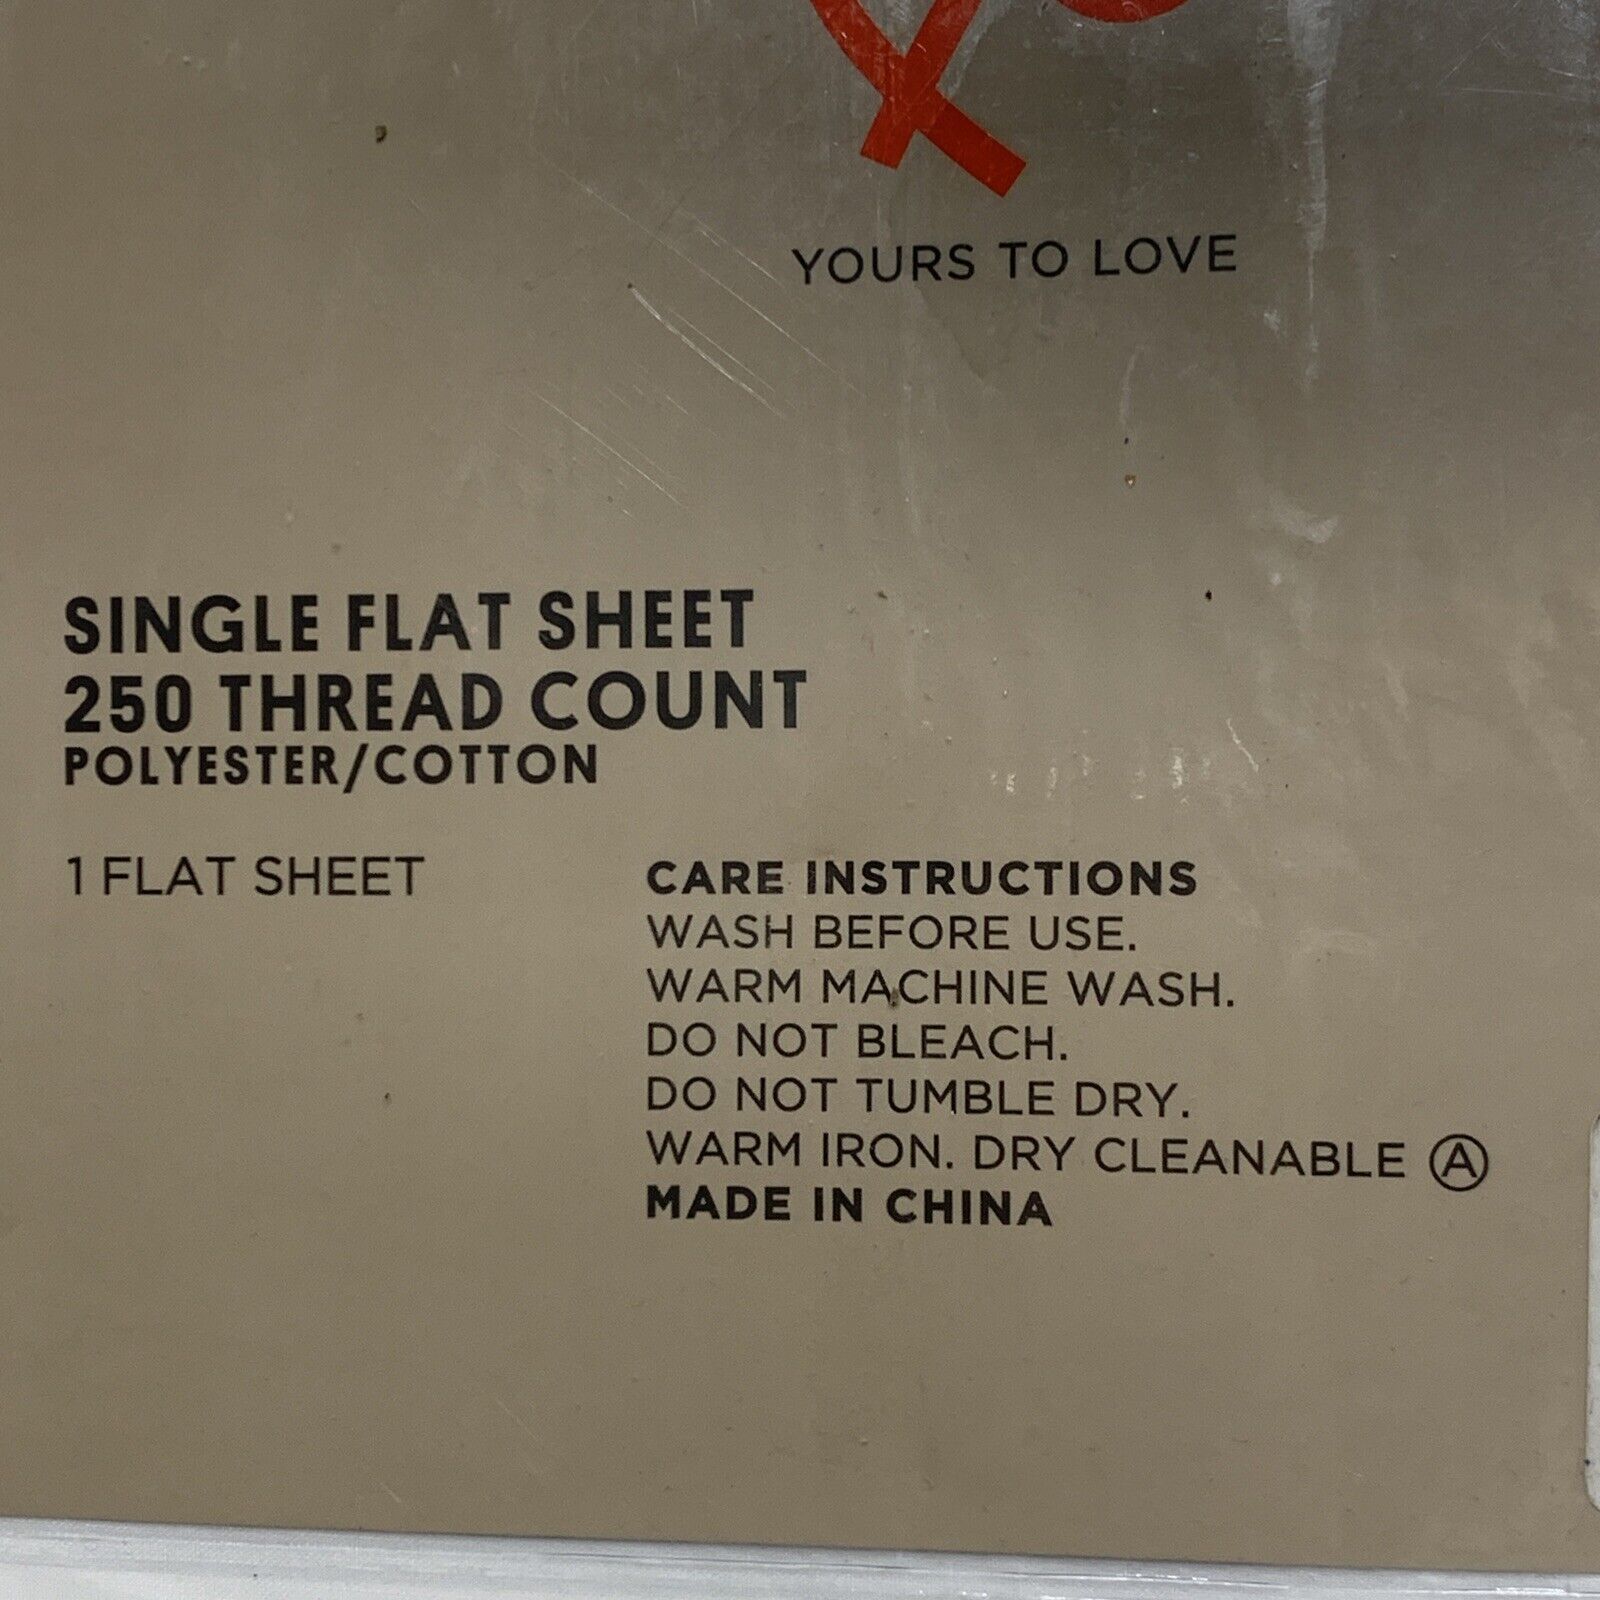 YOURS TO LOVE
SINGLE FLAT SHEET
250 THREAD COUNT
POLYESTER/COTTON
1 FLAT SHEET
CARE INSTRUCTIONS
WASH BEFORE USE.
WARM MACHINE WASH.
DO NOT BLEACH.
DO NOT TUMBLE DRY.
WARM IRON. DRY CLEANABLE Ⓐ
MADE IN CHINA